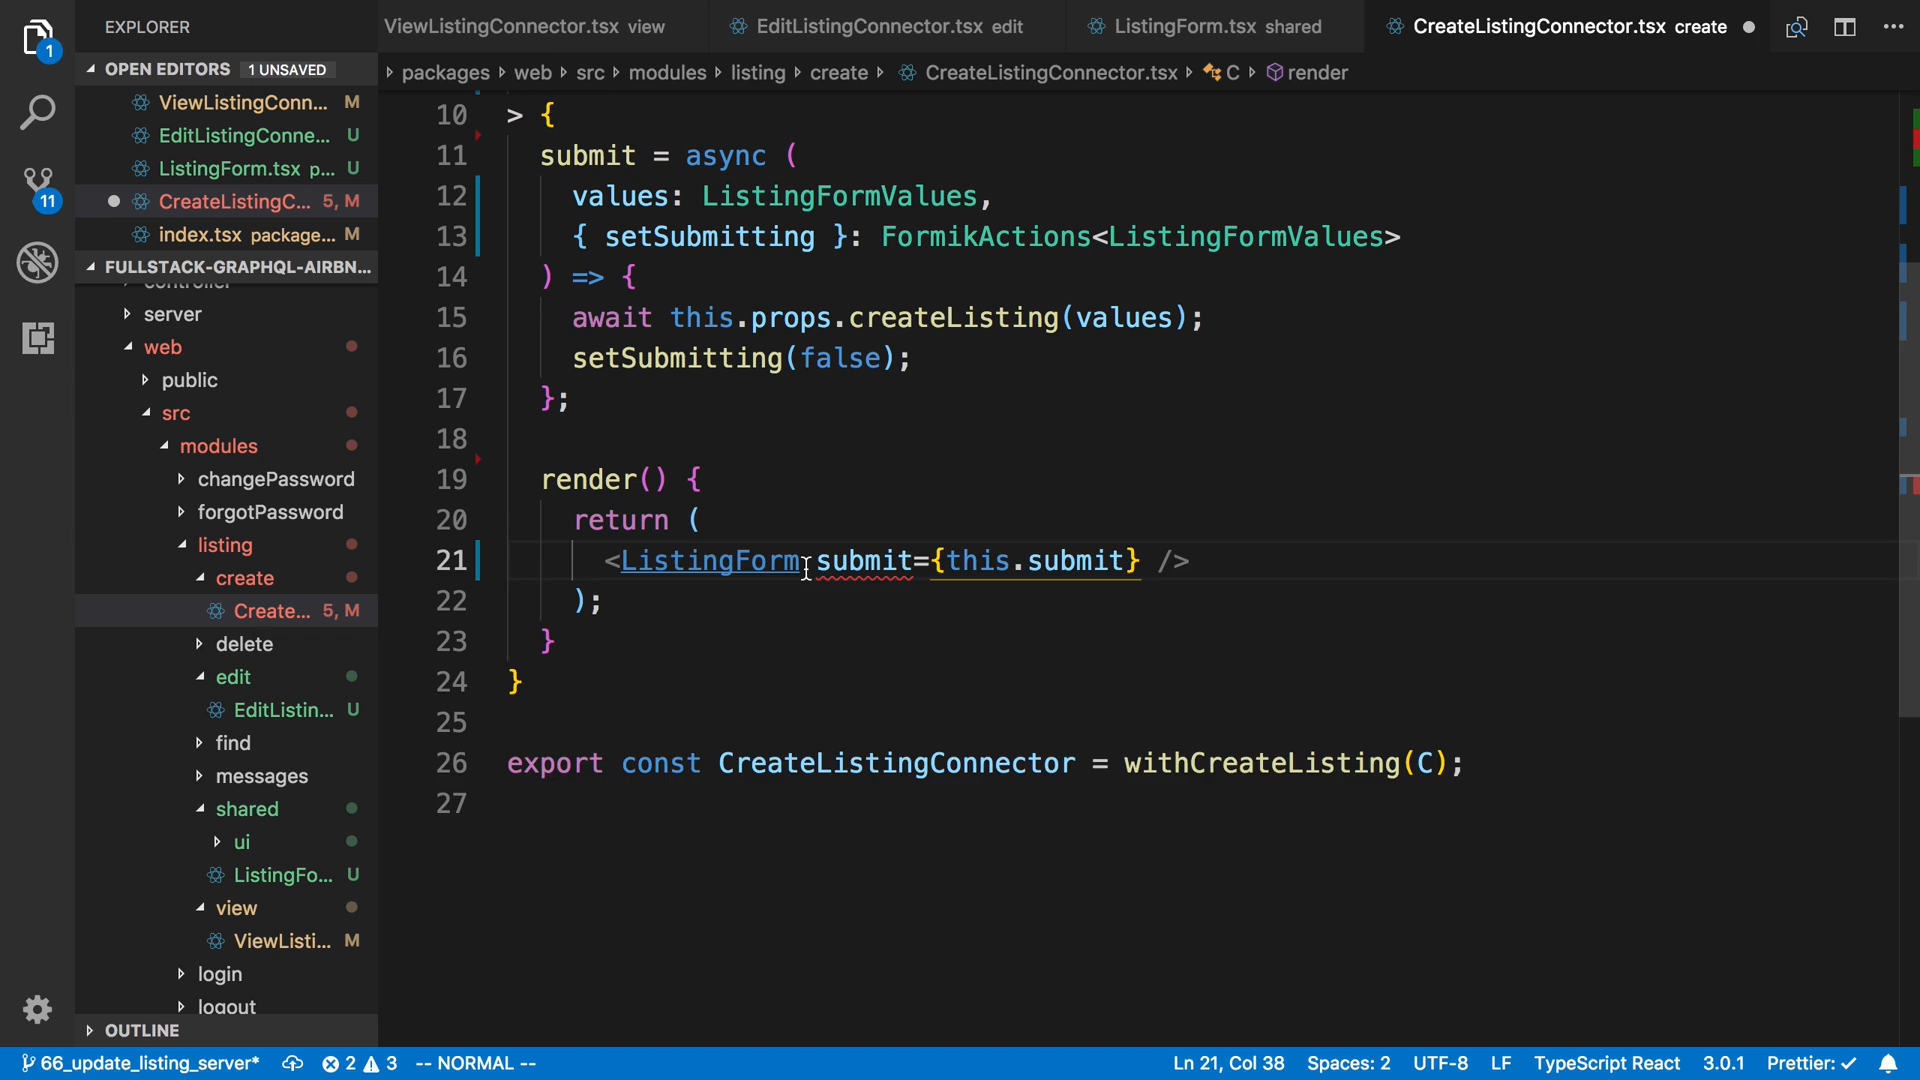 EXPLORER
ViewListingConnector.tsx view
EditListingConnector.tsx edit
ListingForm.tsx shared
CreateListingConnector.tsx create
OPEN EDITORS 1 UNSAVED
packages web src modules listing create CreateListingConnector.tsx C render
ViewListingConn... M
EditListingConne... U
ListingForm.tsx p... U
CreateListingC... 5, M
index.tsx package... M
FULLSTACK-GRAPHQL-AIRBN...
controller
server
web
public
src
modules
changePassword
forgotPassword
listing
create
Create... 5, M
delete
edit
EditListin... U
find
messages
shared
ui
ListingFo... U
view
ViewListi... M
login
logout
OUTLINE
10 > {
11 submit = async (
12 values: ListingFormValues,
13 { setSubmitting }: FormikActions<ListingFormValues>
14 ) => {
15 await this.props.createListing(values);
16 setSubmitting(false);
17 };
18
19 render() {
20 return (
21 <ListingForm submit={this.submit} />
22 );
23 }
24 }
25
26 export const CreateListingConnector = withCreateListing(C);
27
1
11
66_update_listing_server* 2 3 -- NORMAL -- Ln 21, Col 38 Spaces: 2 UTF-8 LF TypeScript React 3.0.1 Prettier: ✓